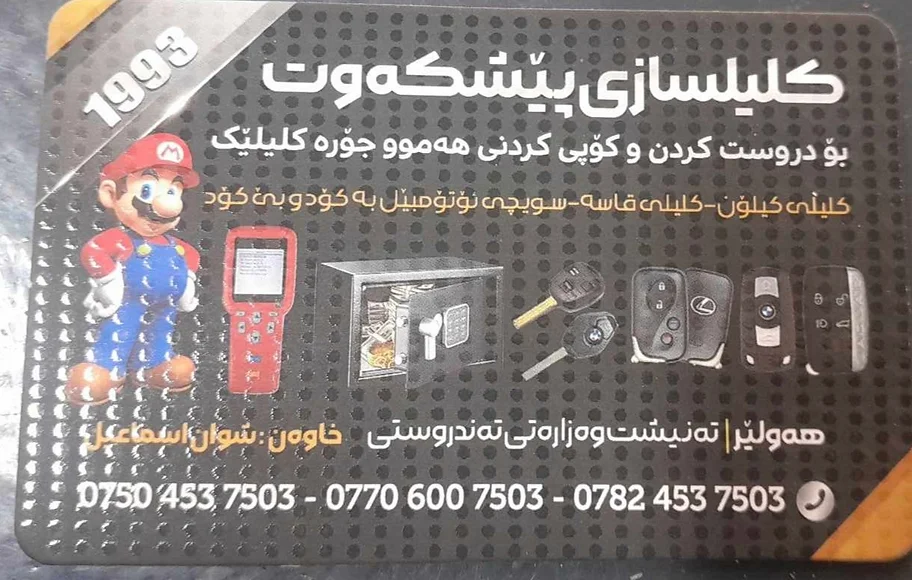 1993
کلیلسازی پێشکەوت
بۆ دروست کردن و کۆپی کردنی هەموو جۆرە کلیلێک
کلیلی کیلۆن-کلیلی قاسە-سویچی ئۆتۆمبێل بە کۆد و بێ کۆد
هەولێر | تەنیشت وەزارەتی تەندروستی خاوەن : شوان اسماعیل
0750 453 7503 - 0770 600 7503 - 0782 453 7503